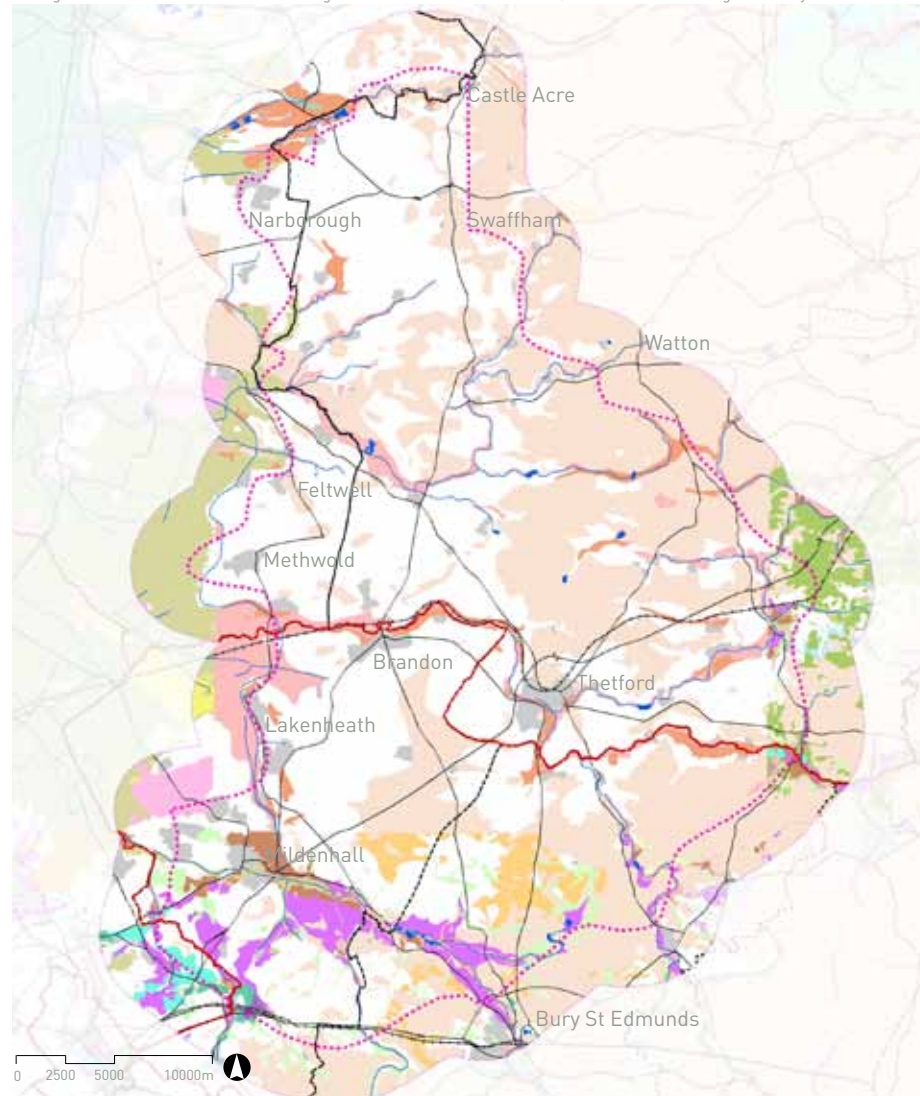 Castle Acre
Narborough
Swaffham
Watton
Feltwell
Methwold
Brandon
Thetford
Lakenheath
Mildenhall
Bury St Edmunds
0 2500 5000 10000m